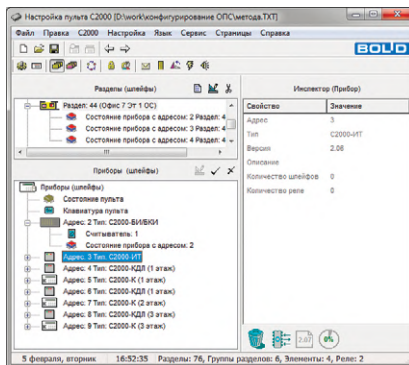 Настройка пульта С2000 [D:\work\конфигурирование ОПС\метода.TXT]
Файл Правка С2000 Настройка Язык Сервис Страницы Справка
BOLID
Разделы (шлейфы)
Раздел: 44 (Офис 7 Эт 1 ОС)
Состояние прибора с адресом: 2 Раздел: 4
Состояние прибора с адресом: 3 Раздел: 4
Состояние прибора с адресом: 4 Раздел: 4
Приборы (шлейфы)
Приборы (шлейфы)
Состояние пульта
Клавиатура пульта
Адрес: 2 Тип: С2000-БИ/БКИ
Считыватель: 1
Состояние прибора с адресом: 2
Адрес: 3 Тип: С2000-ИТ
Адрес: 4 Тип: С2000-КДЛ (1 этаж)
Адрес: 5 Тип: С2000-К (1 этаж)
Адрес: 6 Тип: С2000-КДЛ (2 этаж)
Адрес: 7 Тип: С2000-К (2 этаж)
Адрес: 8 Тип: С2000-КДЛ (3 этаж)
Адрес: 9 Тип: С2000-К (3 этаж)
Инспектор (Прибор)
Свойство Значение
Адрес 3
Тип С2000-ИТ
Версия 2.06
Описание
Количество шлейфов 0
Количество реле 0
2.07
0%
5 февраля, вторник 16:52:35 Разделы: 76, Группы разделов: 6, Элементы: 4, Реле: 2